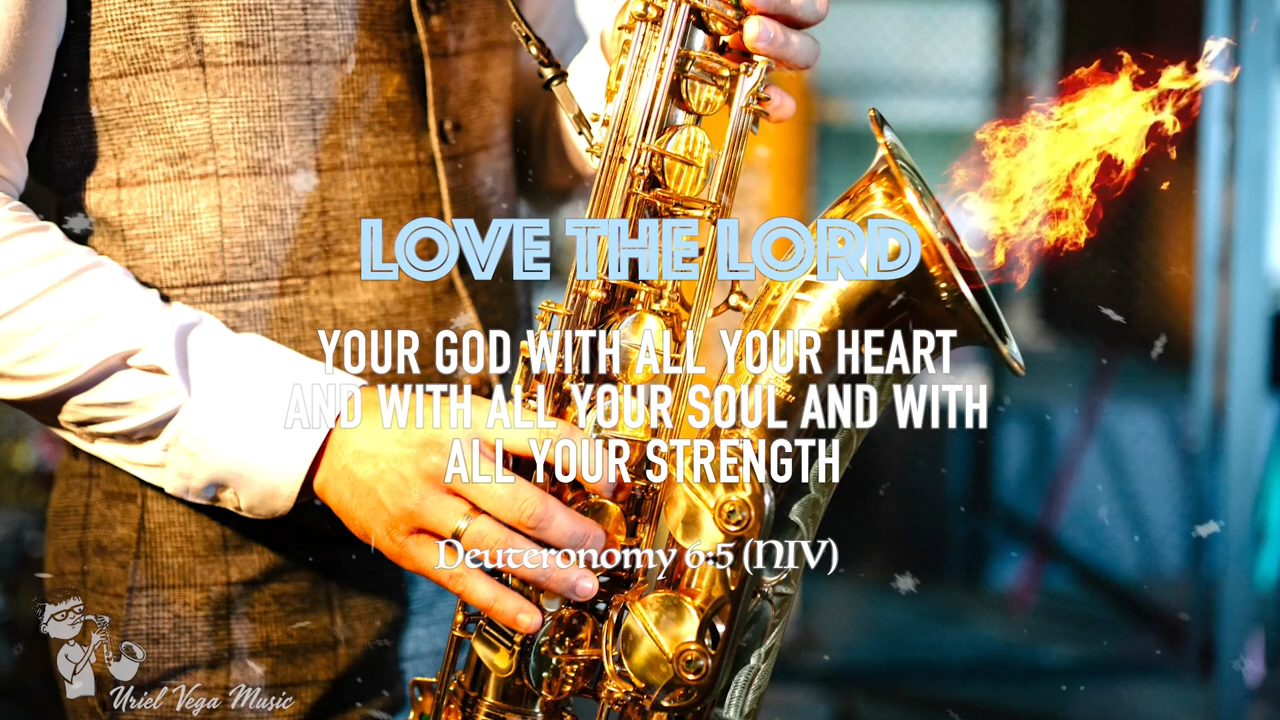 LOVE THE LORD
YOUR GOD WITH ALL YOUR HEART
AND WITH ALL YOUR SOUL AND WITH
ALL YOUR STRENGTH
Deuteronomy 6:5 (NIV)
Uriel Vega Music